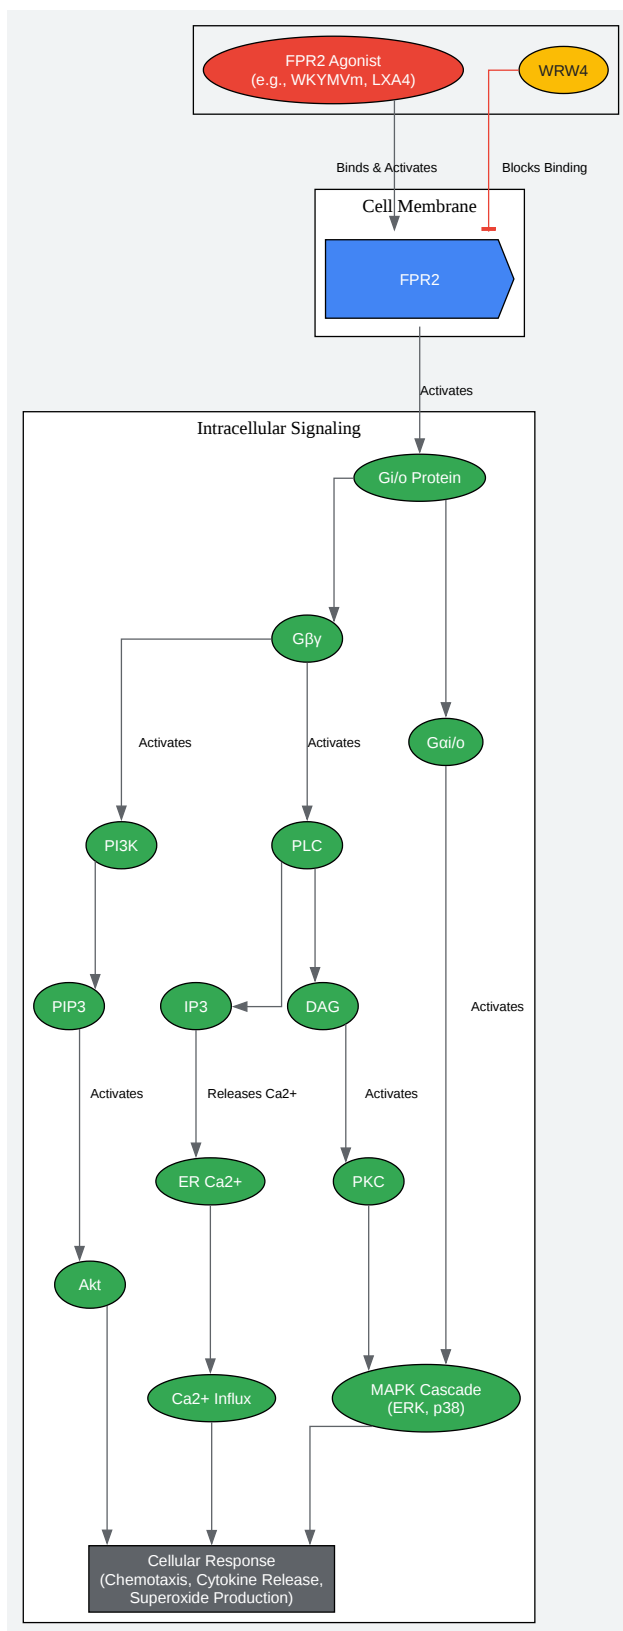 FPR2 Agonist
(e.g., WKYMVm, LXA4)
WRW4
Binds & Activates
Blocks Binding
Cell Membrane
FPR2
Activates
Intracellular Signaling
Gi/o Protein
Gβγ
Activates
Activates
Gαi/o
PI3K
PLC
PIP3
IP3
DAG
Activates
Activates
Releases Ca2+
Activates
ER Ca2+
PKC
Akt
Ca2+ Influx
MAPK Cascade
(ERK, p38)
Cellular Response
(Chemotaxis, Cytokine Release,
Superoxide Production)